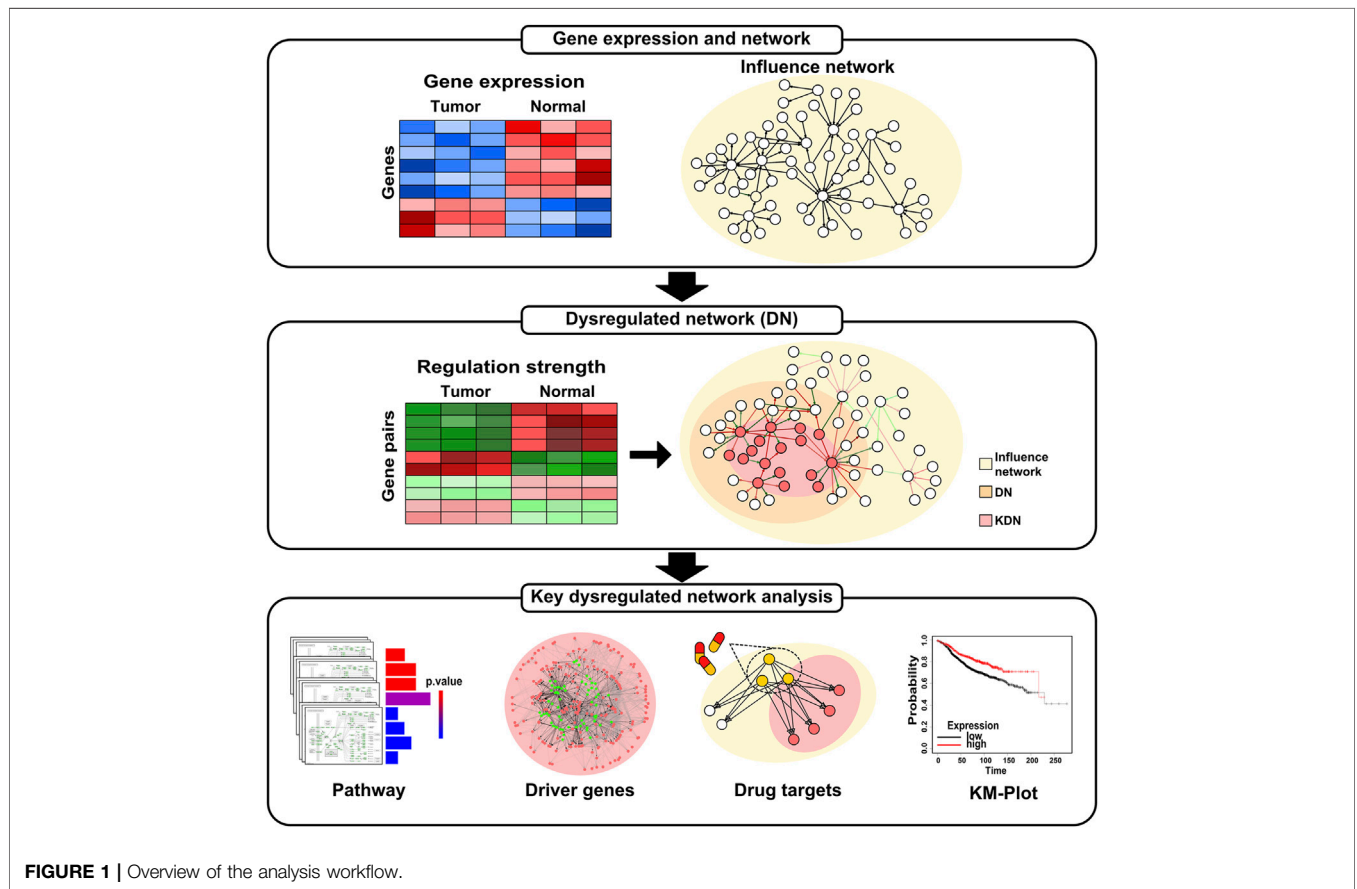 Gene expression and network
Gene expression
Tumor Normal
Genes
Influence network
Dysregulated network (DN)
Regulation strength
Tumor Normal
Gene pairs
Influence
network
DN
KDN
Key dysregulated network analysis
p.value
Pathway
Driver genes
Drug targets
Probability
1.0
0.8
0.6
0.4
0.2
0.0
Expression
low
high
0 50 100 150 200 250
Time
KM-Plot
FIGURE 1 | Overview of the analysis workflow.